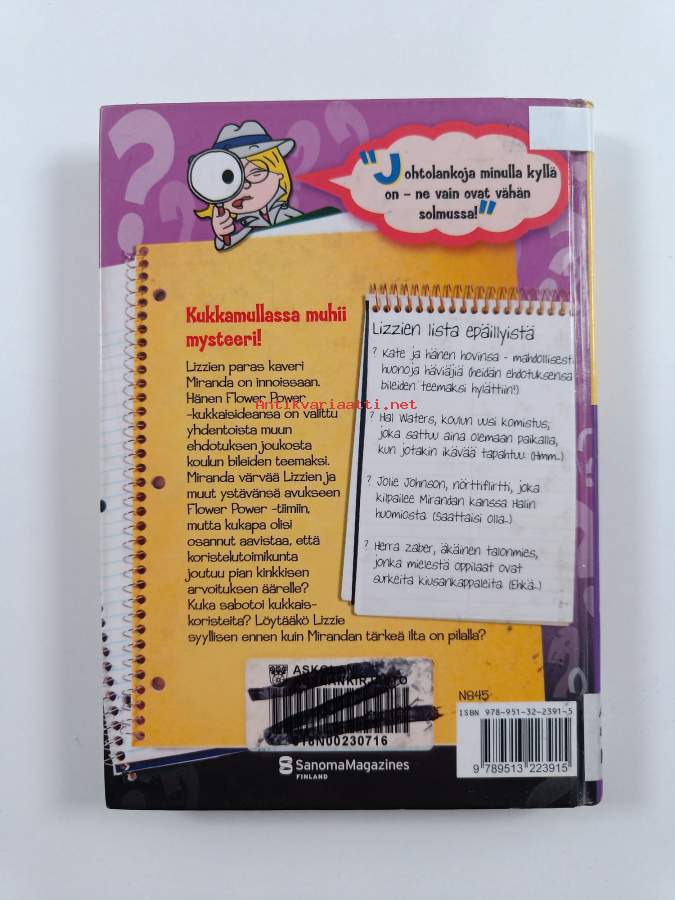 "Johtolankoja minulla kyllä
on – ne vain ovat vähän
solmussa!"
Kukkamullassa muhii
mysteeri!
Lizzien paras kaveri
Miranda on innoissaan.
Hänen Flower Power
-kukkaisideansa on valittu
yhdentoista muun
ehdotuksen joukosta
koulun bileiden teemaksi.
Miranda värvää Lizzien ja
muut ystävänsä avukseen
Flower Power -tiimiin,
mutta kukapa olisi
osannut aavistaa, että
koristelutoimikunta
joutuu pian kinkkisen
arvoituksen äärelle?
Kuka sabotoi kukkais-
koristeita? Löytääkö Lizzie
syyllisen ennen kuin Mirandan tärkeä ilta on pilalla?
Lizzien lista epäillyistä
? Kate ja hänen hovinsa - mahdollisesti
huonoja häviäjiä (heidän ehdotuksensa
bileiden teemaksi hylättiin!)
? Hal Waters, koulun uusi komistus,
joka sattuu aina olemaan paikalla,
kun jotakin ikävää tapahtuu (Hmm...)
? Jolie Johnson, nörttiflirtti, joka
kilpailee Mirandan kanssa Halin
huomiosta (Saattaisi olla...)
? Herra Zaber, äkäinen talonmies,
jonka mielestä oppilaat ovat
surkeita kiusankappaleita (Ehkä...)
Antikvariaatti.net
N845
ISBN 978-951-32-2391-5
9 789513 223915
SanomaMagazines
FINLAND